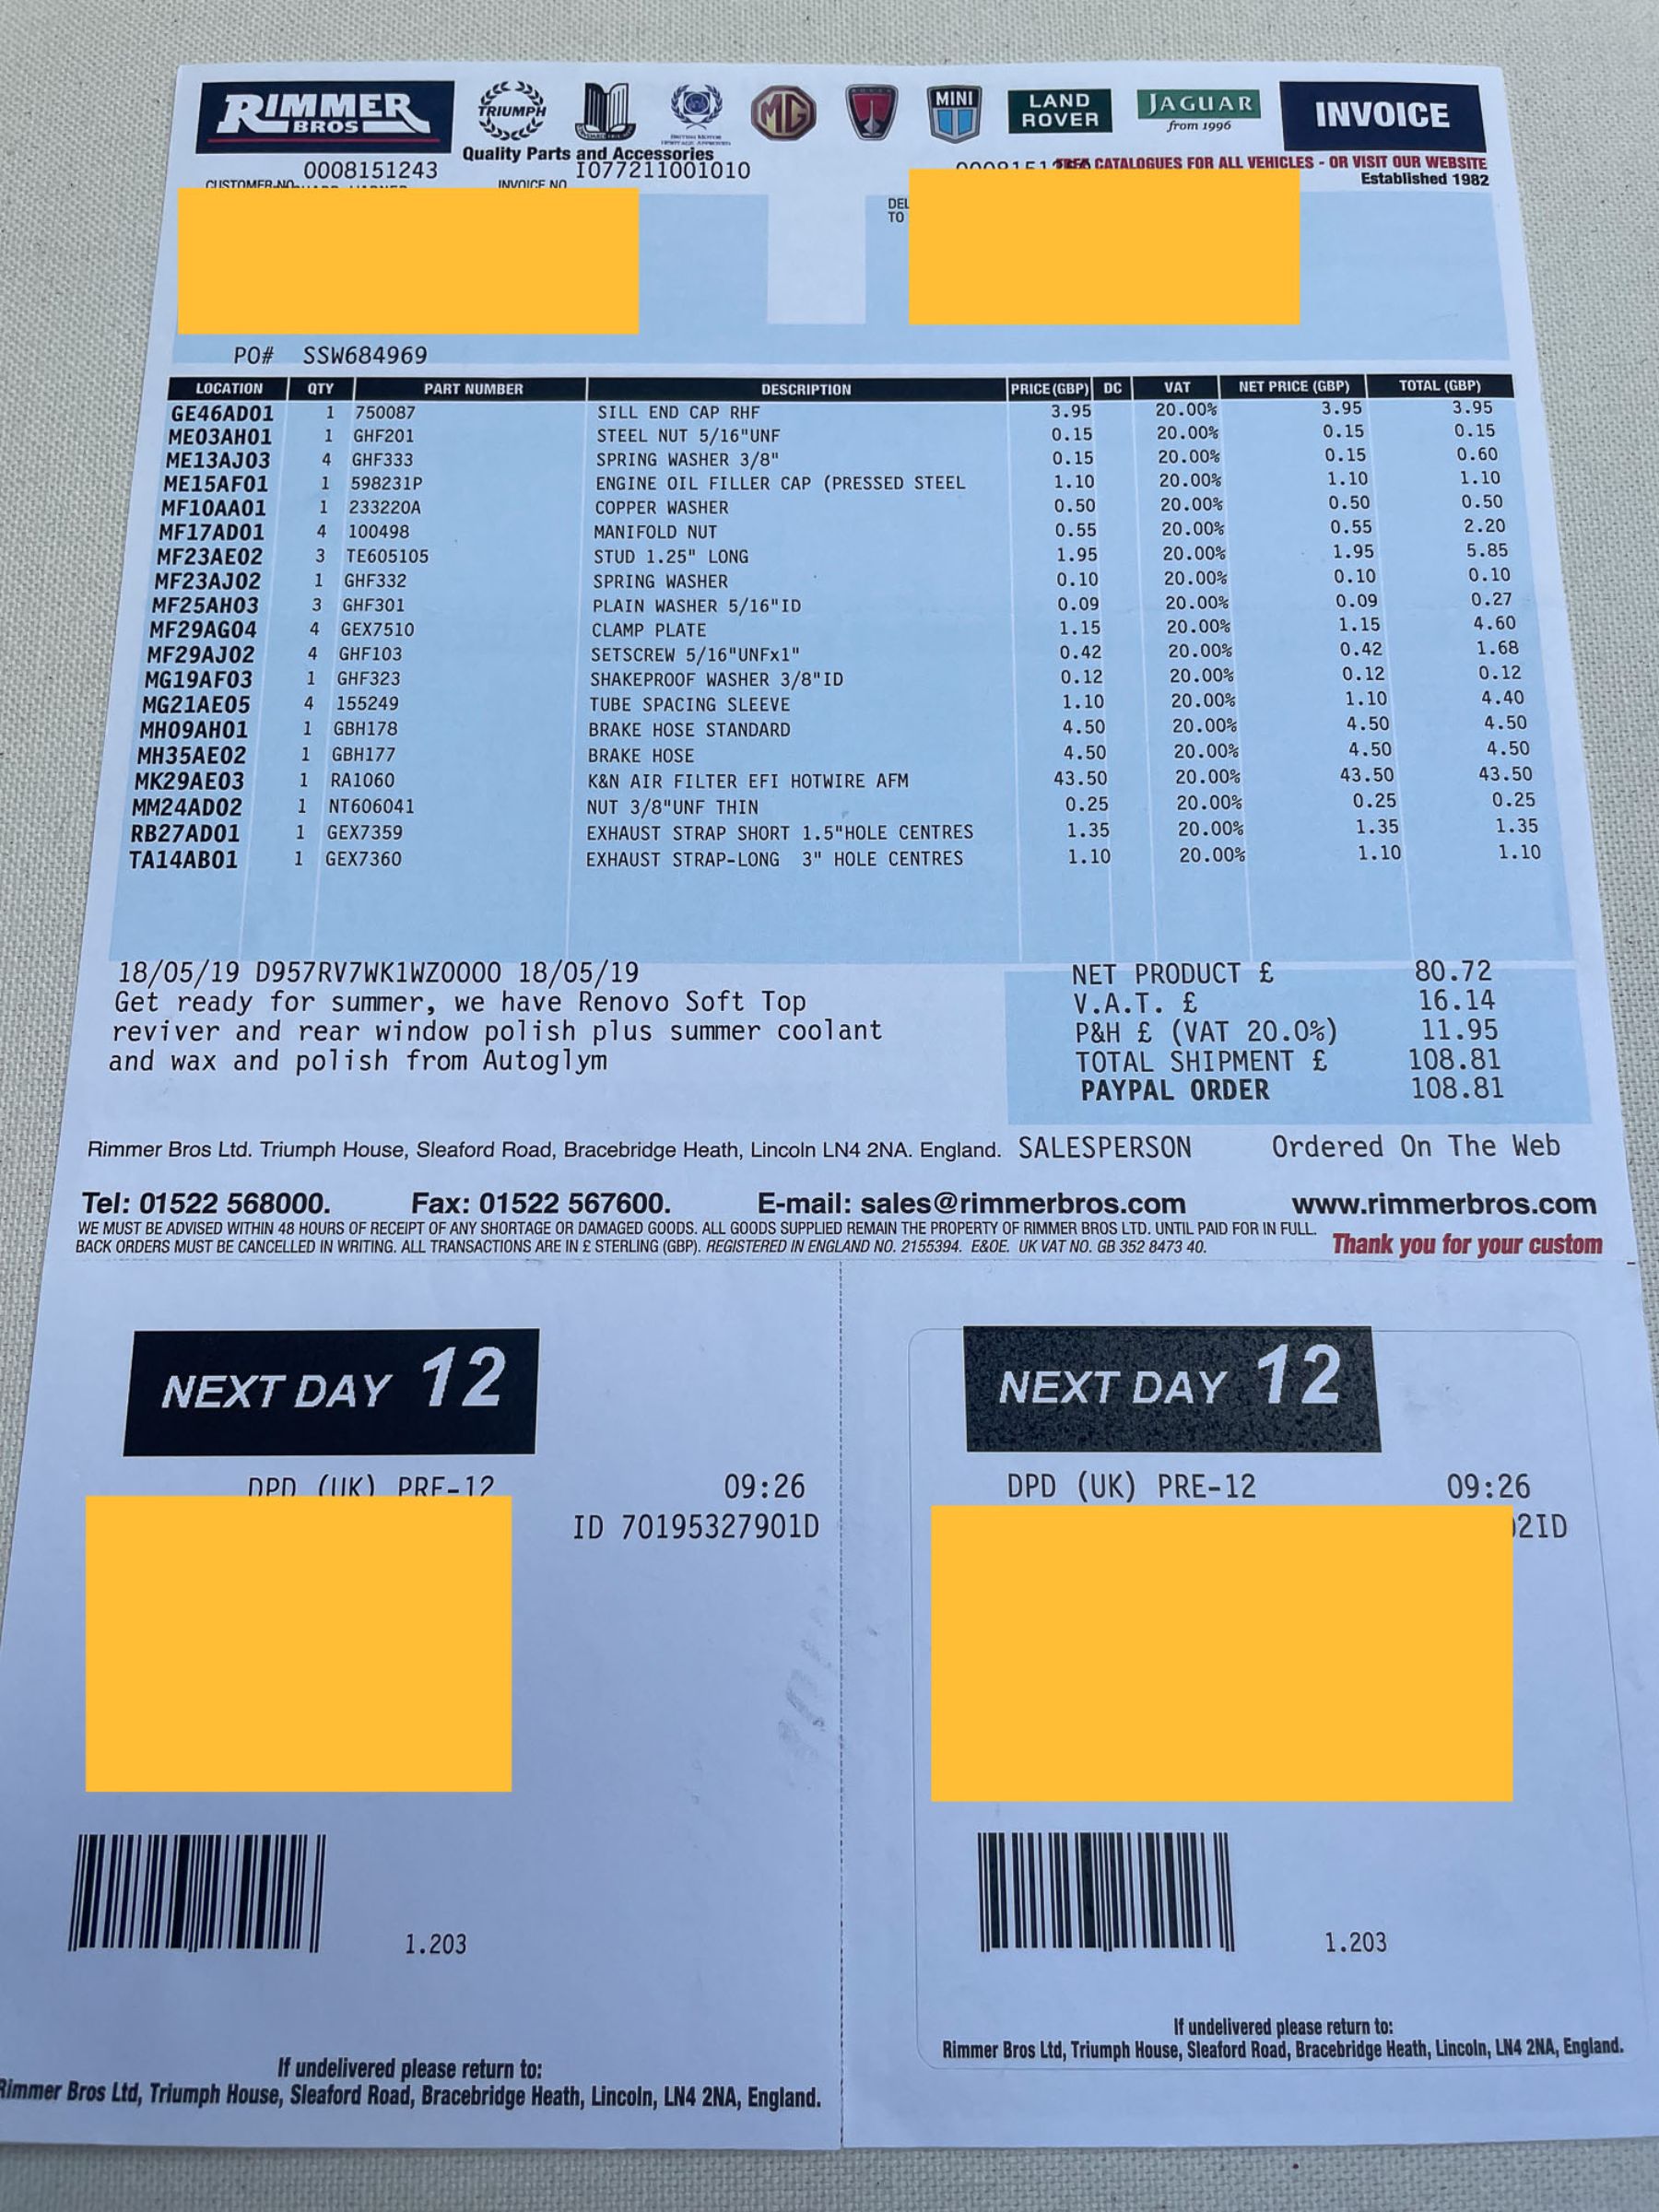 RIMMER BROS
TRIUMPH
MG
MINI
LAND ROVER
JAGUAR
from 1996
INVOICE
Quality Parts and Accessories
FREE CATALOGUES FOR ALL VEHICLES - OR VISIT OUR WEBSITE
Established 1982
CUSTOMER NO. 0008151243 INVOICE NO I077211001010
DEL
TO
PO# SSW684969
LOCATION QTY PART NUMBER DESCRIPTION PRICE (GBP) DC VAT NET PRICE (GBP) TOTAL (GBP)
GE46AD01 1 750087 SILL END CAP RHF 3.95 20.00% 3.95 3.95
ME03AH01 1 GHF201 STEEL NUT 5/16"UNF 0.15 20.00% 0.15 0.15
ME13AJ03 4 GHF333 SPRING WASHER 3/8" 0.15 20.00% 0.15 0.60
ME15AF01 1 598231P ENGINE OIL FILLER CAP (PRESSED STEEL 1.10 20.00% 1.10 1.10
MF10AA01 1 233220A COPPER WASHER 0.50 20.00% 0.50 0.50
MF17AD01 4 100498 MANIFOLD NUT 0.55 20.00% 0.55 2.20
MF23AE02 3 TE605105 STUD 1.25" LONG 1.95 20.00% 1.95 5.85
MF23AJ02 1 GHF332 SPRING WASHER 0.10 20.00% 0.10 0.10
MF25AH03 3 GHF301 PLAIN WASHER 5/16"ID 0.09 20.00% 0.09 0.27
MF29AG04 4 GEX7510 CLAMP PLATE 1.15 20.00% 1.15 4.60
MF29AJ02 4 GHF103 SETSCREW 5/16"UNFx1" 0.42 20.00% 0.42 1.68
MG19AF03 1 GHF323 SHAKEPROOF WASHER 3/8"ID 0.12 20.00% 0.12 0.12
MG21AE05 4 155249 TUBE SPACING SLEEVE 1.10 20.00% 1.10 4.40
MH09AH01 1 GBH178 BRAKE HOSE STANDARD 4.50 20.00% 4.50 4.50
MH35AE02 1 GBH177 BRAKE HOSE 4.50 20.00% 4.50 4.50
MK29AE03 1 RA1060 K&N AIR FILTER EFI HOTWIRE AFM 43.50 20.00% 43.50 43.50
MM24AD02 1 NT606041 NUT 3/8"UNF THIN 0.25 20.00% 0.25 0.25
RB27AD01 1 GEX7359 EXHAUST STRAP SHORT 1.5"HOLE CENTRES 1.35 20.00% 1.35 1.35
TA14AB01 1 GEX7360 EXHAUST STRAP-LONG 3" HOLE CENTRES 1.10 20.00% 1.10 1.10
18/05/19 D957RV7WK1WZ0000 18/05/19
Get ready for summer, we have Renovo Soft Top
reviver and rear window polish plus summer coolant
and wax and polish from Autoglym
NET PRODUCT £ 80.72
V.A.T. £ 16.14
P&H £ (VAT 20.0%) 11.95
TOTAL SHIPMENT £ 108.81
PAYPAL ORDER 108.81
Rimmer Bros Ltd. Triumph House, Sleaford Road, Bracebridge Heath, Lincoln LN4 2NA. England. SALESPERSON Ordered On The Web
Tel: 01522 568000. Fax: 01522 567600. E-mail: sales@rimmerbros.com www.rimmerbros.com
WE MUST BE ADVISED WITHIN 48 HOURS OF RECEIPT OF ANY SHORTAGE OR DAMAGED GOODS. ALL GOODS SUPPLIED REMAIN THE PROPERTY OF RIMMER BROS LTD. UNTIL PAID FOR IN FULL.
BACK ORDERS MUST BE CANCELLED IN WRITING. ALL TRANSACTIONS ARE IN £ STERLING (GBP). REGISTERED IN ENGLAND NO. 2155394. E&OE. UK VAT NO. GB 352 8473 40.
Thank you for your custom
NEXT DAY 12
DPD (UK) PRE-12 09:26
ID 70195327901D
1.203
If undelivered please return to:
Rimmer Bros Ltd, Triumph House, Sleaford Road, Bracebridge Heath, Lincoln, LN4 2NA, England.
NEXT DAY 12
DPD (UK) PRE-12 09:26
2ID
1.203
If undelivered please return to:
Rimmer Bros Ltd, Triumph House, Sleaford Road, Bracebridge Heath, Lincoln, LN4 2NA, England.